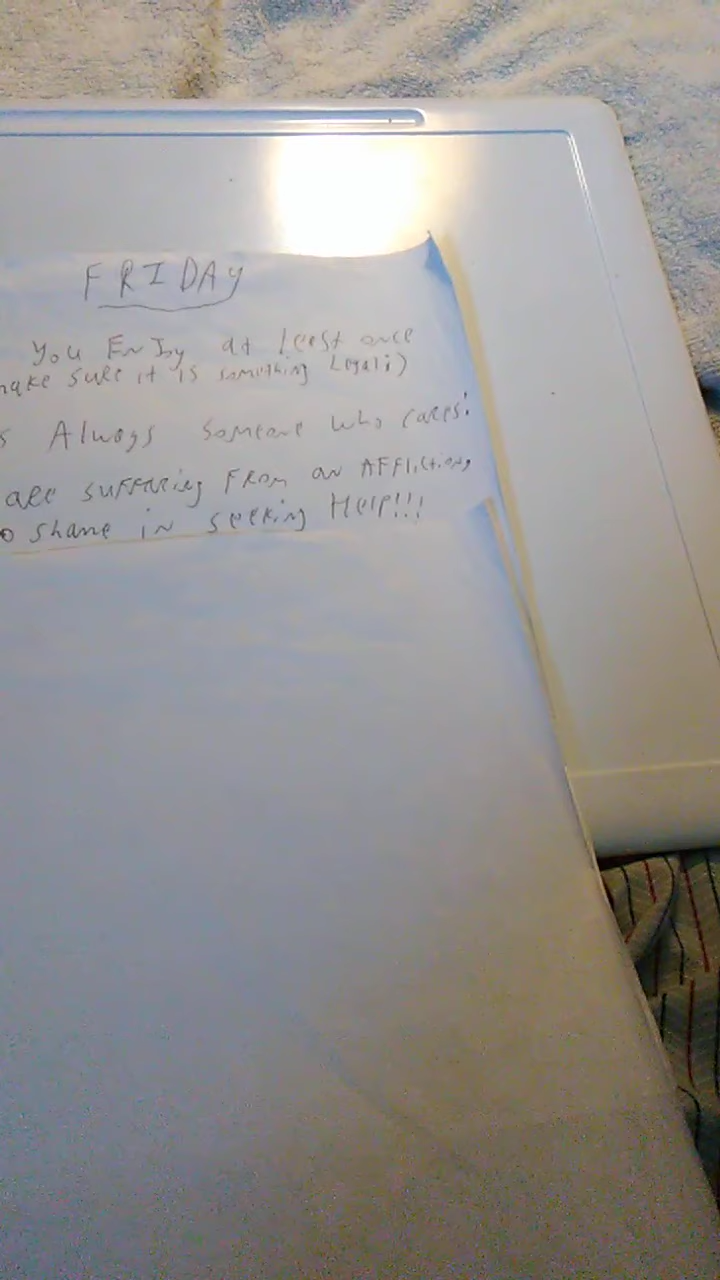 FRIDAY
You Enjoy at least once
make sure it is something Legal;)
s Always someone who cares!
are suffering From an AFFliction,
o shame in seeking Help!!!